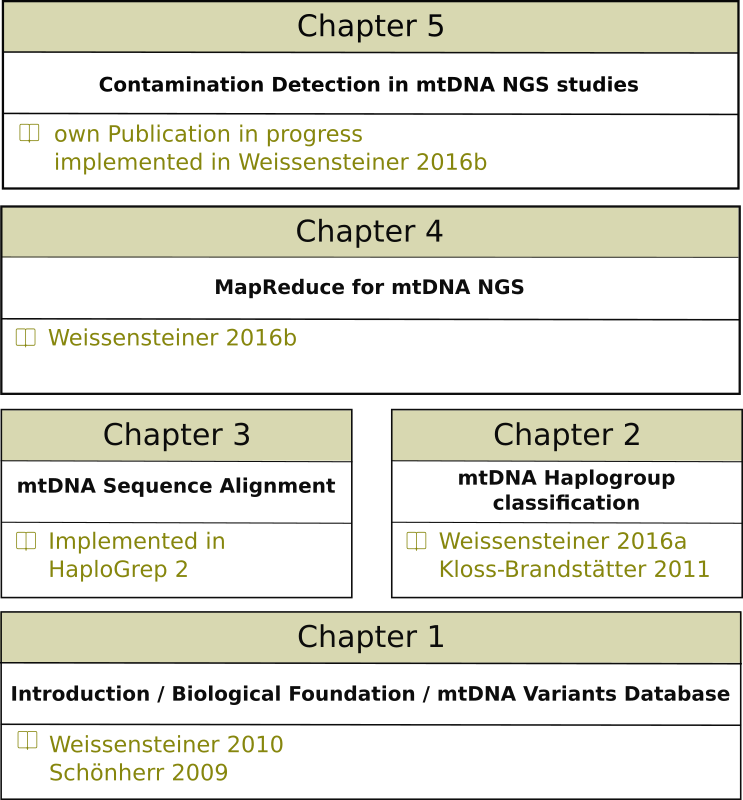 Chapter 5
Contamination Detection in mtDNA NGS studies
own Publication in progress
implemented in Weissensteiner 2016b
Chapter 4
MapReduce for mtDNA NGS
Weissensteiner 2016b
Chapter 3
mtDNA Sequence Alignment
Implemented in
HaploGrep 2
Chapter 2
mtDNA Haplogroup
classification
Weissensteiner 2016a
Kloss-Brandstätter 2011
Chapter 1
Introduction / Biological Foundation / mtDNA Variants Database
Weissensteiner 2010
Schönherr 2009